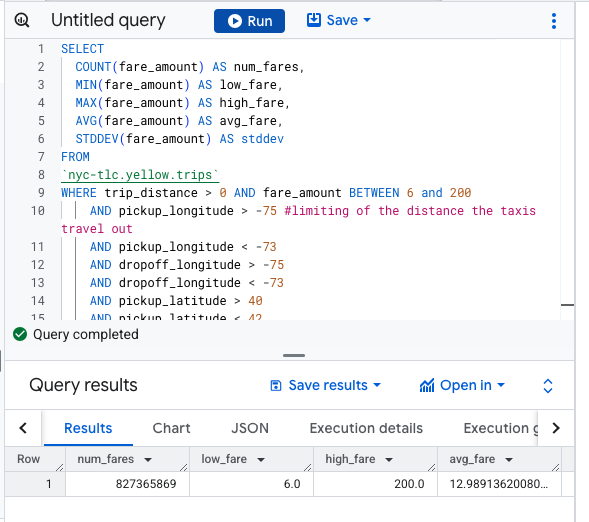 Untitled query
Run
Save
1 SELECT
2 COUNT(fare_amount) AS num_fares,
3 MIN(fare_amount) AS low_fare,
4 MAX(fare_amount) AS high_fare,
5 AVG(fare_amount) AS avg_fare,
6 STDDEV(fare_amount) AS stddev
7 FROM
8 `nyc-tlc.yellow.trips`
9 WHERE trip_distance > 0 AND fare_amount BETWEEN 6 and 200
10 AND pickup_longitude > -75 #limiting of the distance the taxis
travel out
11 AND pickup_longitude < -73
12 AND dropoff_longitude > -75
13 AND dropoff_longitude < -73
14 AND pickup_latitude > 40
15 AND pickup_latitude < 42
Query completed
Query results
Save results
Open in
Results Chart JSON Execution details Execution g
Row num_fares low_fare high_fare avg_fare
1 827365869 6.0 200.0 12.98913620080...